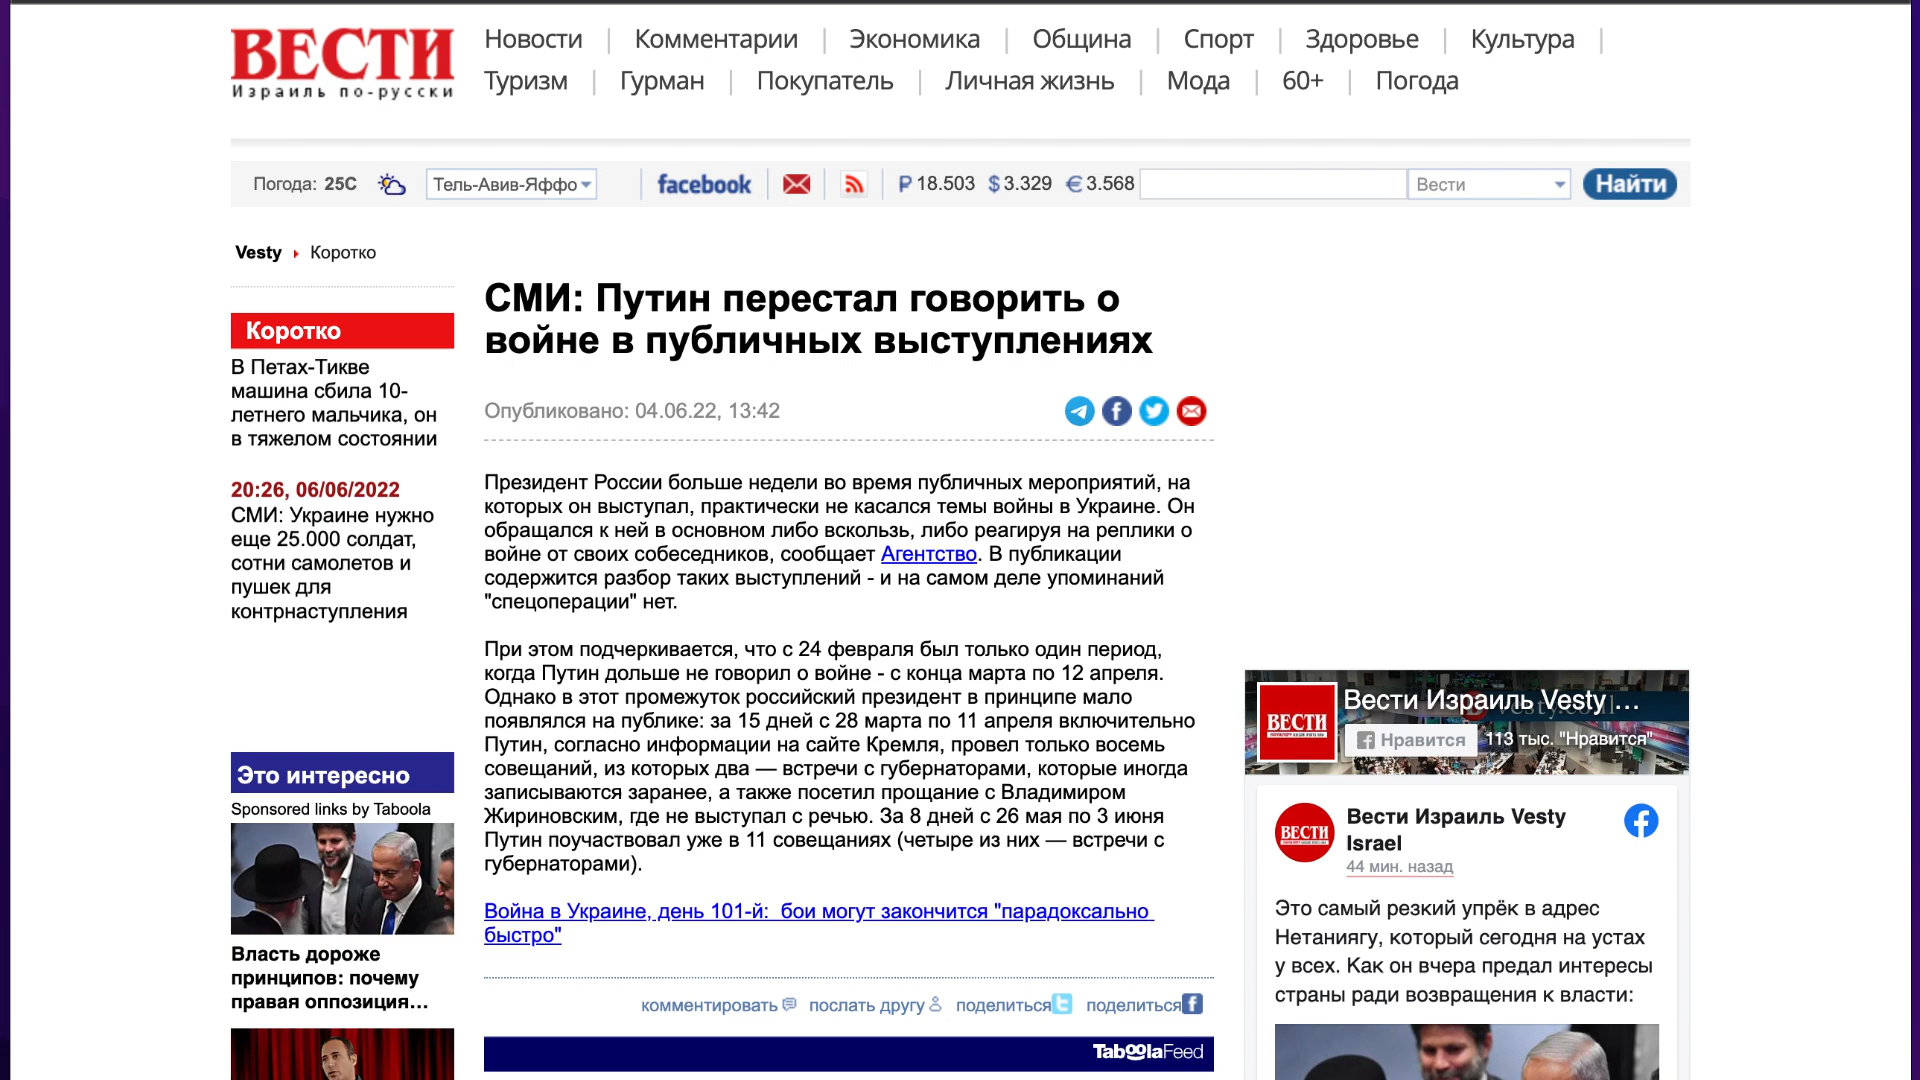 ВЕСТИ
Израиль по-русски
Новости | Комментарии | Экономика | Община | Спорт | Здоровье | Культура |
Туризм | Гурман | Покупатель | Личная жизнь | Мода | 60+ | Погода
Погода: 25C Тель-Авив-Яффо facebook ₽ 18.503 $ 3.329 € 3.568 Вести Найти
Vesty Коротко
Коротко
В Петах-Тикве
машина сбила 10-
летнего мальчика, он
в тяжелом состоянии
20:26, 06/06/2022
СМИ: Украине нужно
еще 25.000 солдат,
сотни самолетов и
пушек для
контрнаступления
Это интересно
Sponsored links by Taboola
Власть дороже
принципов: почему
правая оппозиция...
СМИ: Путин перестал говорить о
войне в публичных выступлениях
Опубликовано: 04.06.22, 13:42
Президент России больше недели во время публичных мероприятий, на
которых он выступал, практически не касался темы войны в Украине. Он
обращался к ней в основном либо вскользь, либо реагируя на реплики о
войне от своих собеседников, сообщает Агентство. В публикации
содержится разбор таких выступлений - и на самом деле упоминаний
"спецоперации" нет.
При этом подчеркивается, что с 24 февраля был только один период,
когда Путин дольше не говорил о войне - с конца марта по 12 апреля.
Однако в этот промежуток российский президент в принципе мало
появлялся на публике: за 15 дней с 28 марта по 11 апреля включительно
Путин, согласно информации на сайте Кремля, провел только восемь
совещаний, из которых два — встречи с губернаторами, которые иногда
записываются заранее, а также посетил прощание с Владимиром
Жириновским, где не выступал с речью. За 8 дней с 26 мая по 3 июня
Путин поучаствовал уже в 11 совещаниях (четыре из них — встречи с
губернаторами).
Война в Украине, день 101-й: бои могут закончится "парадоксально
быстро"
комментировать послать другу поделиться поделиться
Taboola Feed
ВЕСТИ
Вести Израиль Vesty ...
Нравится 113 тыс. "Нравится"
ВЕСТИ
Вести Израиль Vesty
Israel
44 мин. назад
Это самый резкий упрёк в адрес
Нетаниягу, который сегодня на устах
у всех. Как он вчера предал интересы
страны ради возвращения к власти: